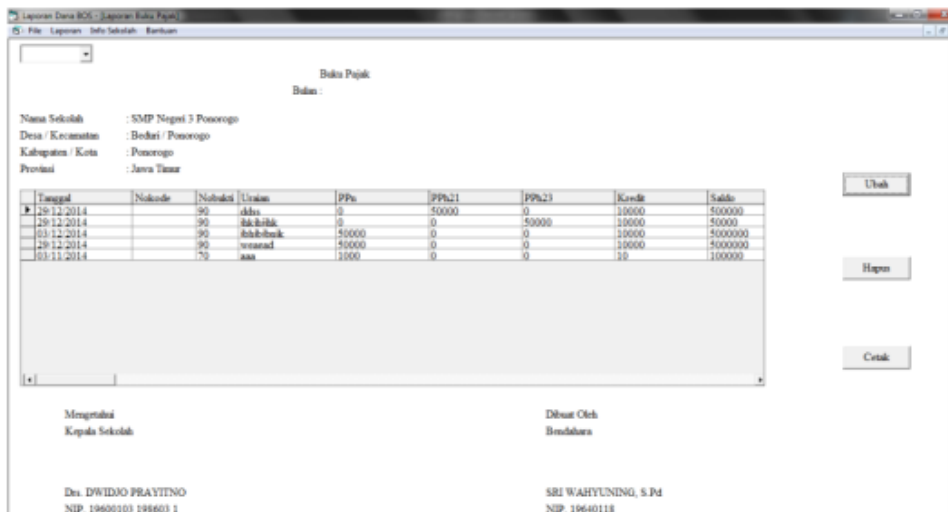 Laporan Dana BOS - [Laporan Buku Pajak]
File Laporan Info Sekolah Bantuan
Buku Pajak
Bulan :
Nama Sekolah : SMP Negeri 3 Ponorogo
Desa / Kecamatan : Beduri / Ponorogo
Kabupaten / Kota : Ponorogo
Provinsi : Jawa Timur
Tanggal Nokode Nobukti Uraian PPn PPh21 PPh23 Kredit Saldo
29/12/2014 90 ddss 0 50000 0 10000 500000
29/12/2014 90 0 0 50000 10000 50000
03/12/2014 90 50000 0 0 10000 5000000
29/12/2014 90 50000 0 0 10000 5000000
03/11/2014 70 aaa 1000 0 0 10 100000
Ubah
Hapus
Cetak
Mengetahui Dibuat Oleh
Kepala Sekolah Bendahara
Drs. DWIDJO PRAYITNO SRI WAHYUNING, S.Pd
NIP. 19600103 198603 1 NIP. 19640118